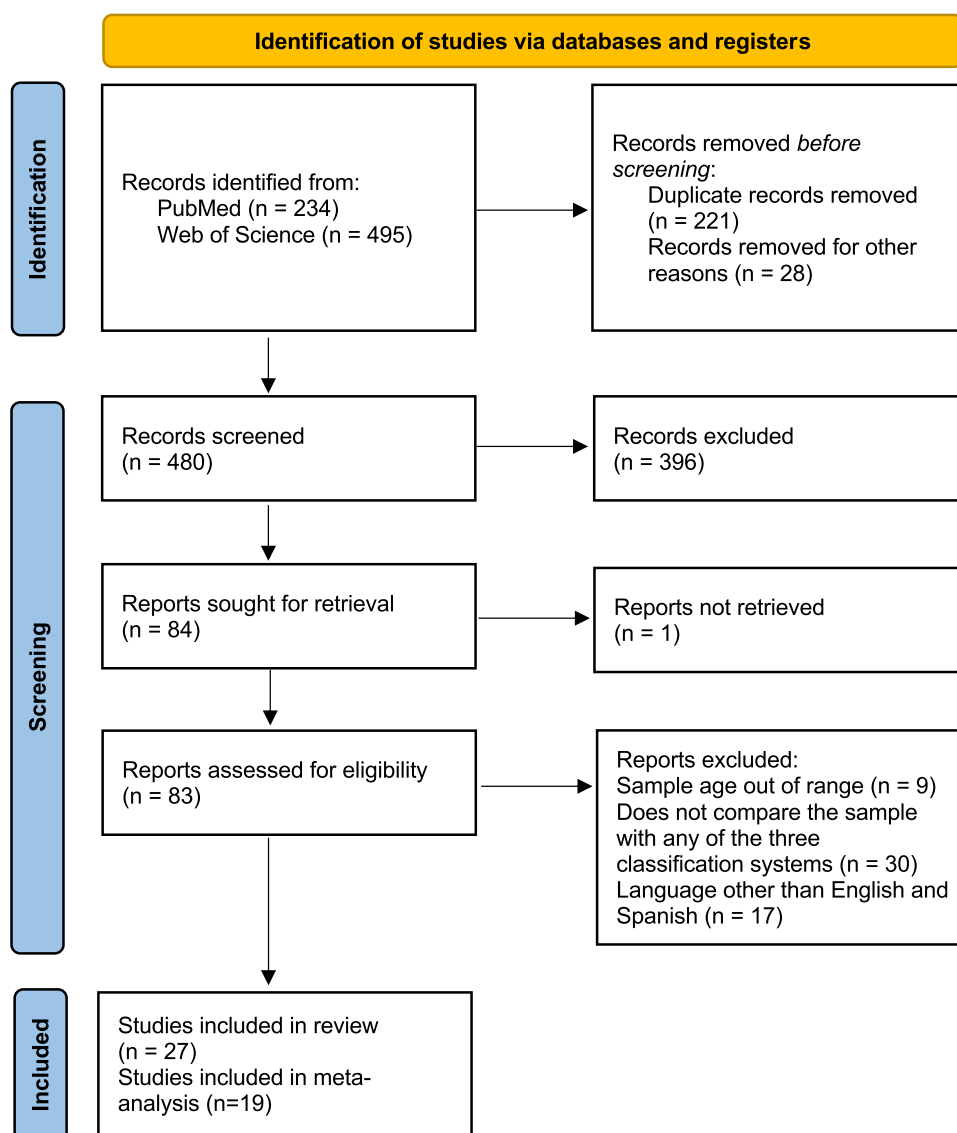 Identification of studies via databases and registers
Identification
Records identified from:
PubMed (n = 234)
Web of Science (n = 495)
Records removed before
screening:
Duplicate records removed
(n = 221)
Records removed for other
reasons (n = 28)
Screening
Records screened
(n = 480)
Records excluded
(n = 396)
Reports sought for retrieval
(n = 84)
Reports not retrieved
(n = 1)
Reports assessed for eligibility
(n = 83)
Reports excluded:
Sample age out of range (n = 9)
Does not compare the sample
with any of the three
classification systems (n = 30)
Language other than English and
Spanish (n = 17)
Included
Studies included in review
(n = 27)
Studies included in meta-
analysis (n=19)